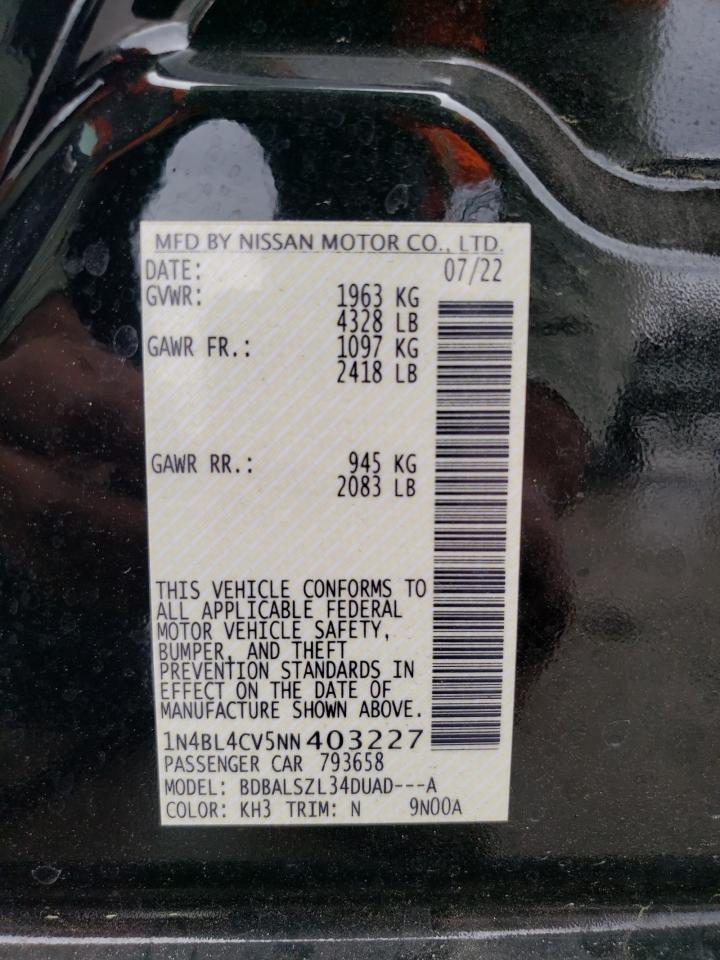 MFD BY NISSAN MOTOR CO., LTD.
DATE: 07/22
GVWR: 1963 KG
4328 LB
GAWR FR.: 1097 KG
2418 LB
GAWR RR.: 945 KG
2083 LB
THIS VEHICLE CONFORMS TO
ALL APPLICABLE FEDERAL
MOTOR VEHICLE SAFETY,
BUMPER, AND THEFT
PREVENTION STANDARDS IN
EFFECT ON THE DATE OF
MANUFACTURE SHOWN ABOVE.
1N4BL4CV5NN403227
PASSENGER CAR 793658
MODEL: BDBALSZL34DUAD---A
COLOR: KH3 TRIM: N 9N00A